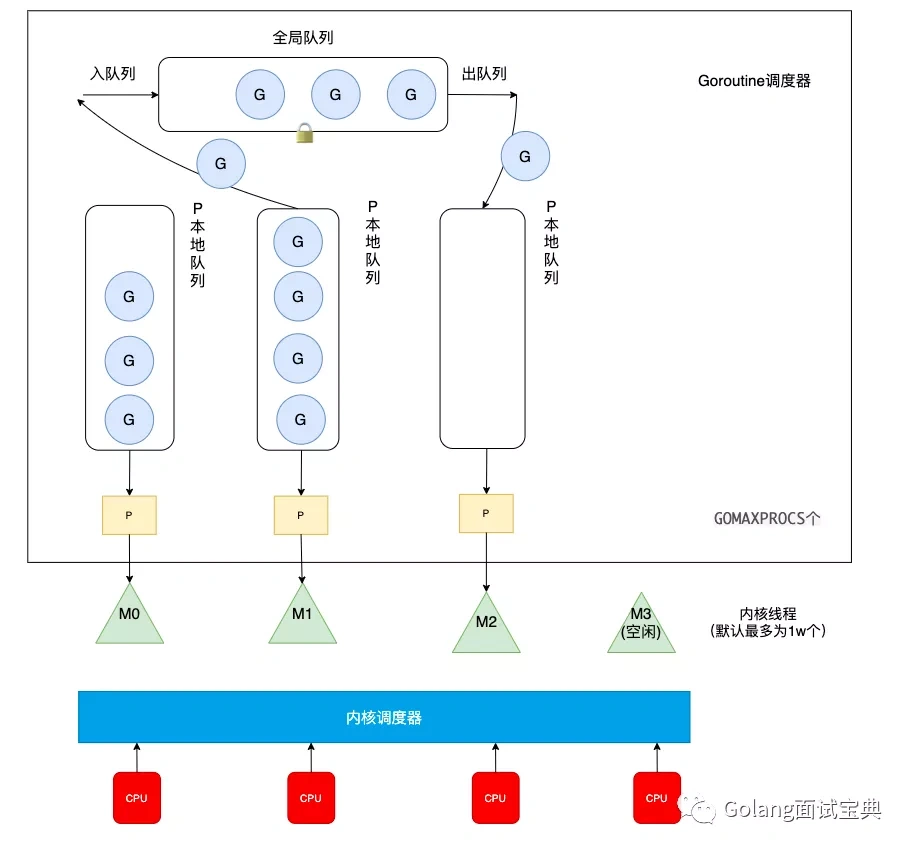 全局队列
入队列
出队列
Goroutine调度器
G
G
G
G
G
P本地队列
P本地队列
P本地队列
G
G
G
G
G
G
G
P
P
P
GOMAXPROCS个
M0
M1
M2
M3
(空闲)
内核线程
(默认最多为1w个)
内核调度器
CPU
CPU
CPU
CPU
Golang面试宝典